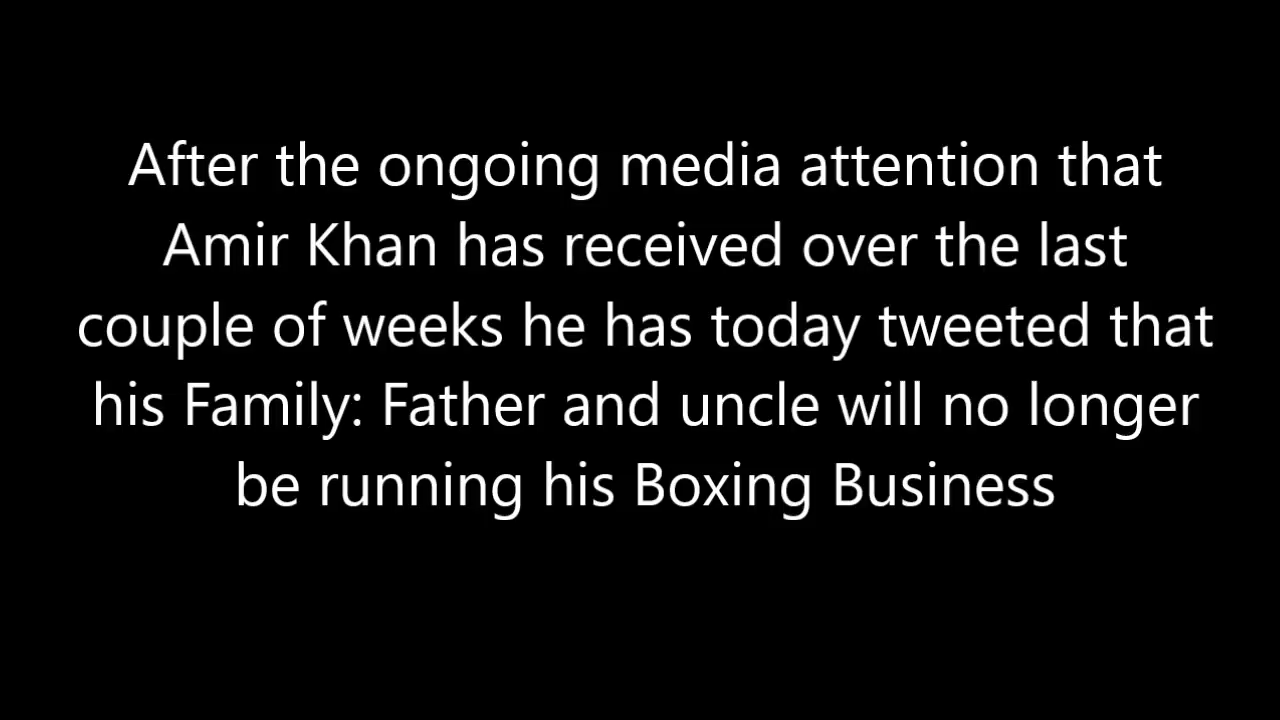 After the ongoing media attention that
Amir Khan has received over the last
couple of weeks he has today tweeted that
his Family: Father and uncle will no longer
be running his Boxing Business